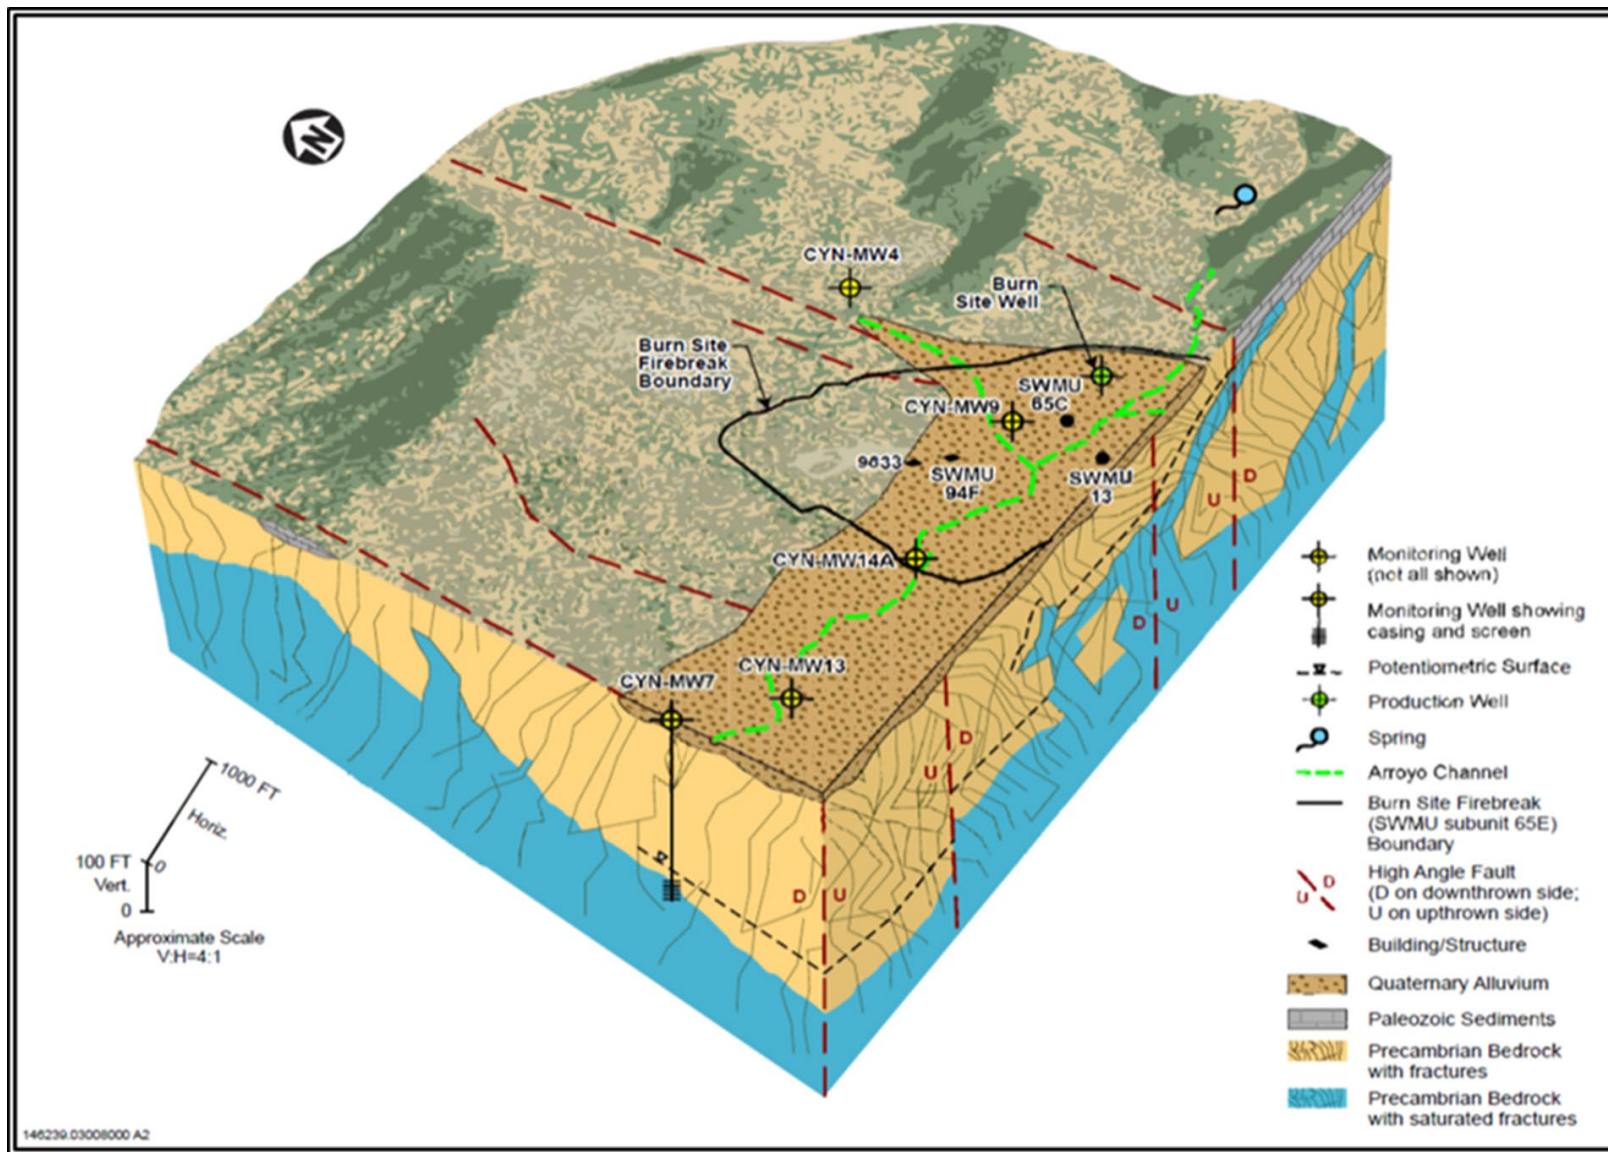 N
CYN-MW4
Burn
Site Well
Burn Site
Firebreak
Boundary
SWMU
65C
CYN-MW9
9833
SWMU
94F
SWMU
13
D
U
CYN-MW14A
U
D
CYN-MW13
CYN-MW7
D
U
D
U
1000 FT
Horiz.
0
100 FT
Vert.
0
Approximate Scale
V:H=4:1
Monitoring Well
(not all shown)
Monitoring Well showing
casing and screen
Potentiometric Surface
Production Well
Spring
Arroyo Channel
Burn Site Firebreak
(SWMU subunit 65E)
Boundary
U D
High Angle Fault
(D on downthrown side;
U on upthrown side)
Building/Structure
Quaternary Alluvium
Paleozoic Sediments
Precambrian Bedrock
with fractures
Precambrian Bedrock
with saturated fractures
146239.03008000 A2